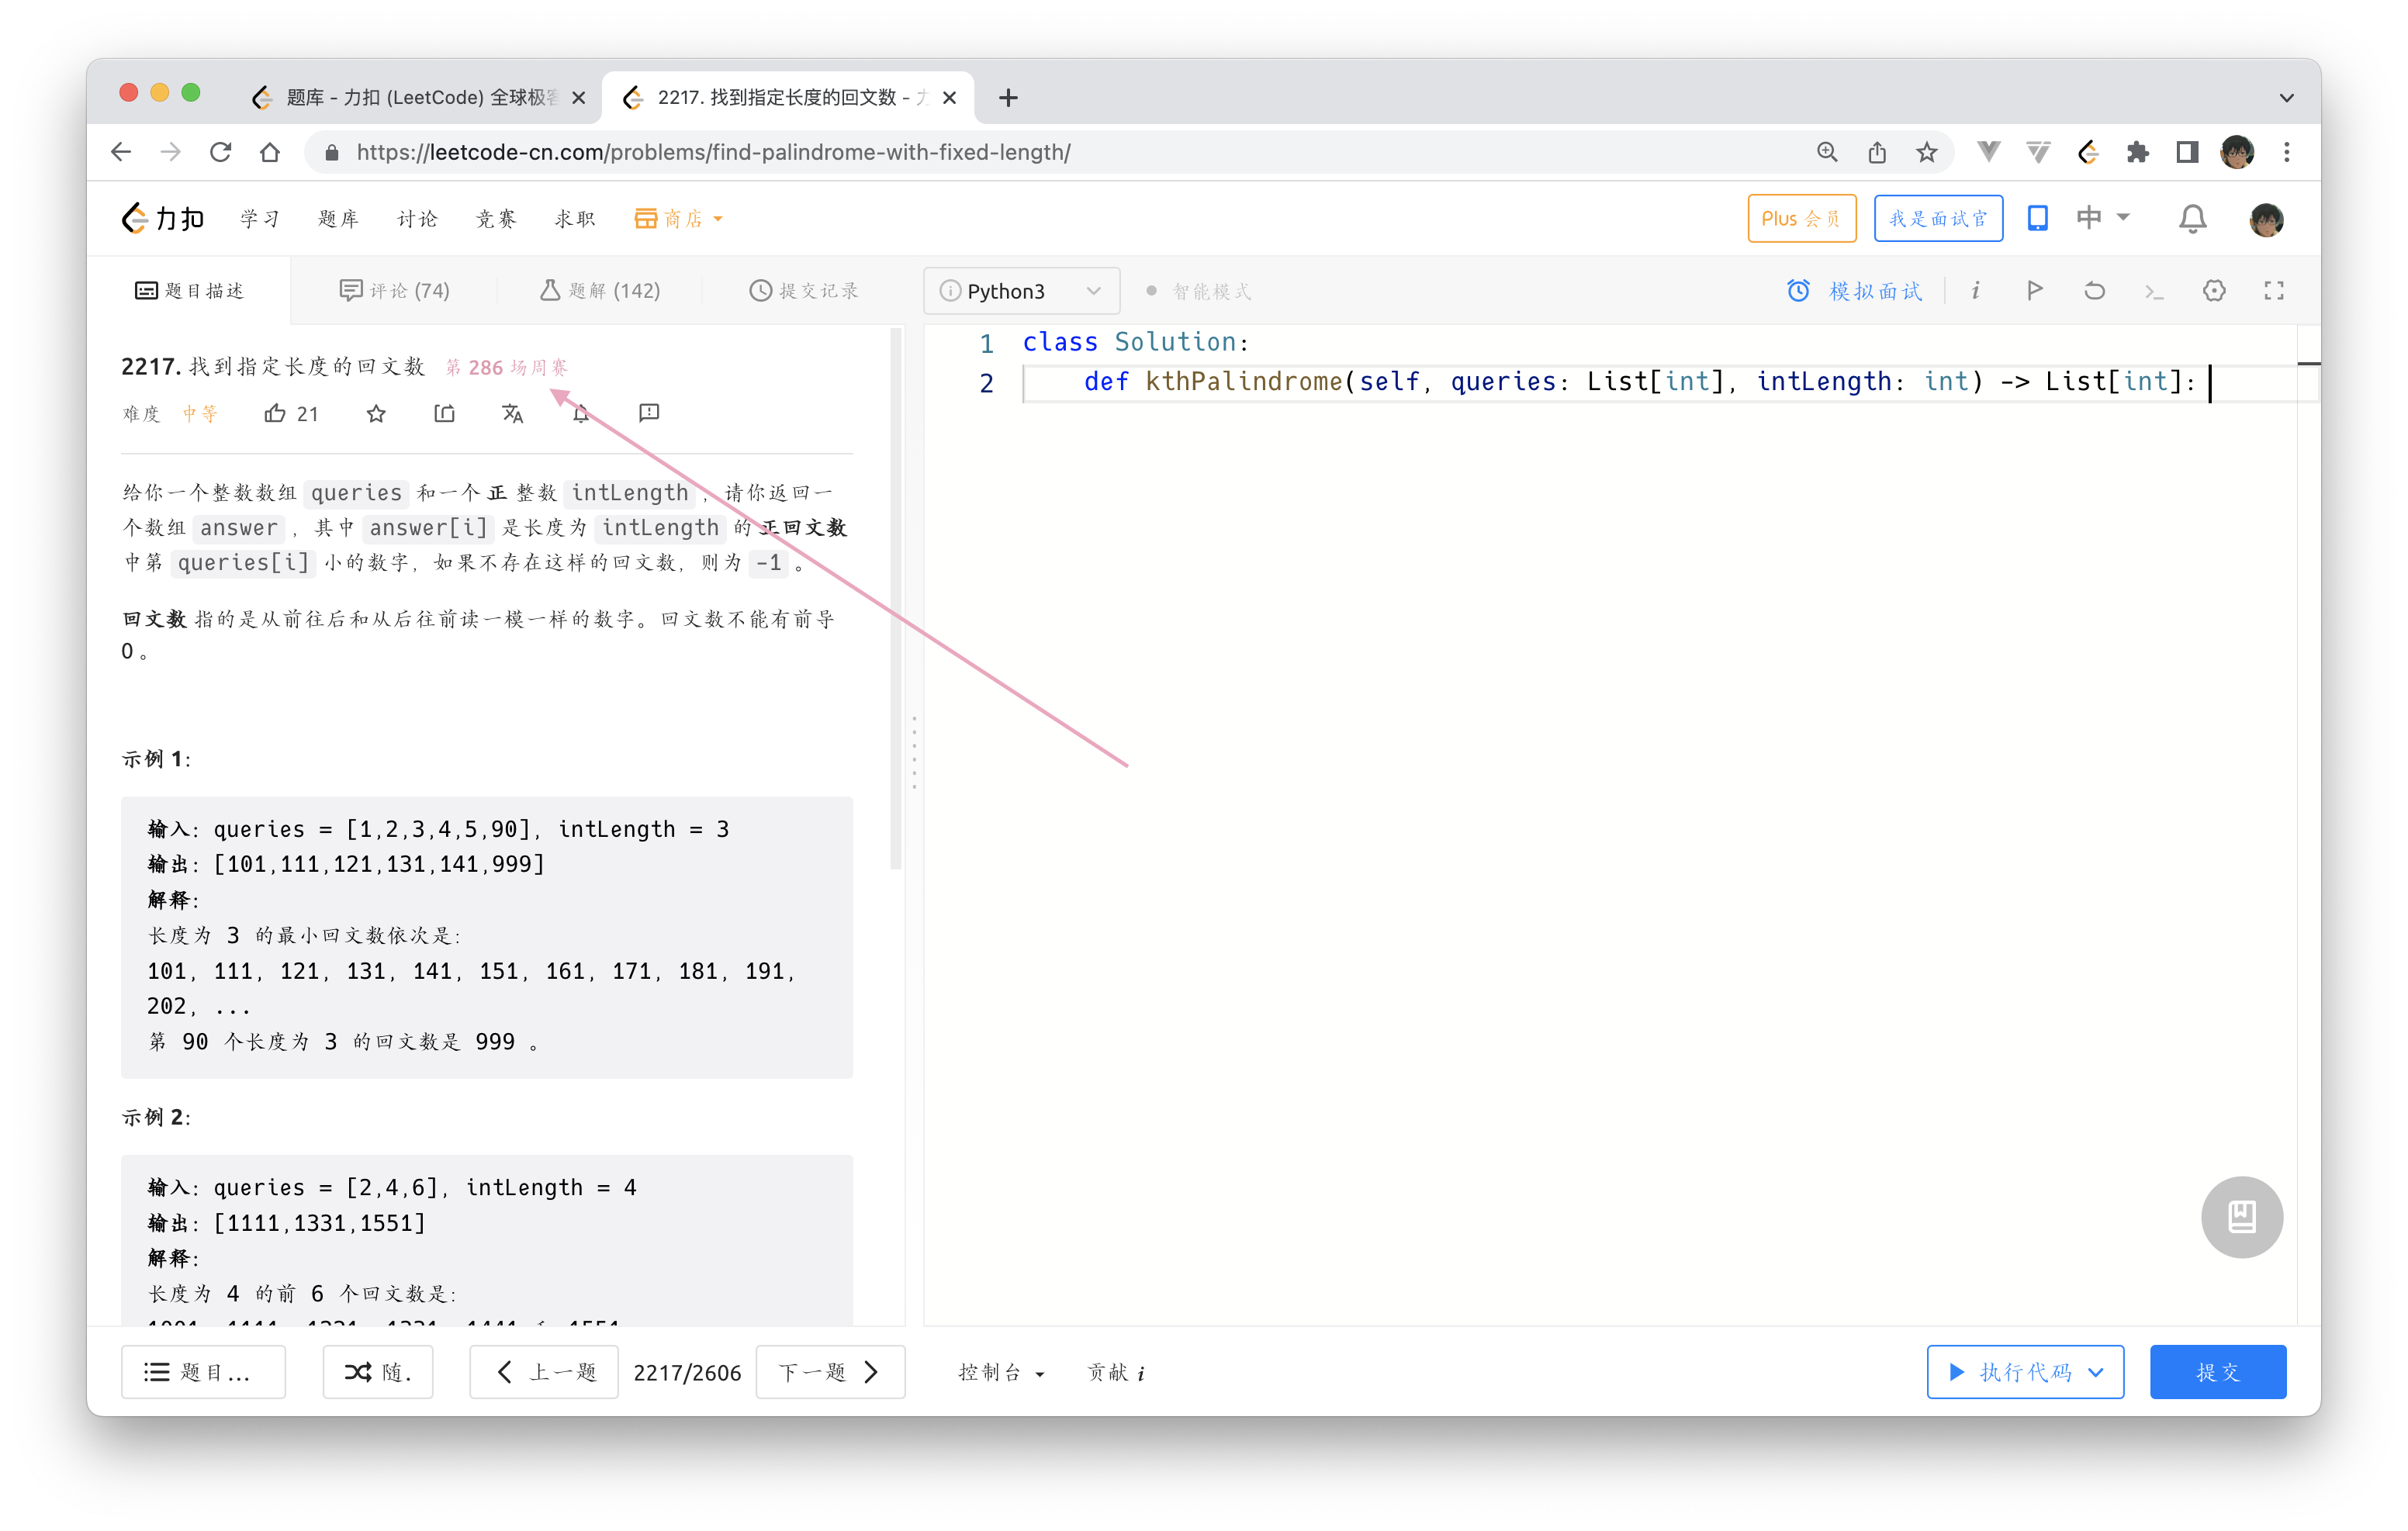 题库 - 力扣 (LeetCode) 全球极客
2217. 找到指定长度的回文数 - 力
https://leetcode-cn.com/problems/find-palindrome-with-fixed-length/
力扣 学习 题库 讨论 竞赛 求职 商店
Plus 会员 我是面试官 中
题目描述 评论 (74) 题解 (142) 提交记录
Python3 智能模式 模拟面试
2217. 找到指定长度的回文数 第 286 场周赛
难度 中等 21
给你一个整数数组 queries 和一个 正 整数 intLength ，请你返回一
个数组 answer ，其中 answer[i] 是长度为 intLength 的 正回文数
中第 queries[i] 小的数字，如果不存在这样的回文数，则为 -1 。
回文数 指的是从前往后和从后往前读一模一样的数字。回文数不能有前导
0 。
示例 1：
输入：queries = [1,2,3,4,5,90], intLength = 3
输出：[101,111,121,131,141,999]
解释：
长度为 3 的最小回文数依次是：
101, 111, 121, 131, 141, 151, 161, 171, 181, 191,
202, ...
第 90 个长度为 3 的回文数是 999 。
示例 2：
输入：queries = [2,4,6], intLength = 4
输出：[1111,1331,1551]
解释：
长度为 4 的前 6 个回文数是：
1 class Solution:
2 def kthPalindrome(self, queries: List[int], intLength: int) -> List[int]:
题目... 随. 上一题 2217/2606 下一题 控制台 贡献 i
执行代码 提交